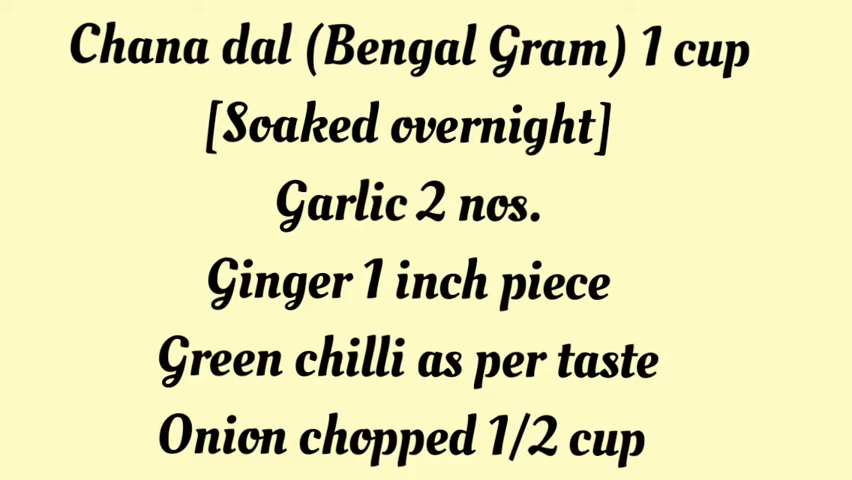 Chana dal (Bengal Gram) 1 cup
[Soaked overnight]
Garlic 2 nos.
Ginger 1 inch piece
Green chilli as per taste
Onion chopped 1/2 cup